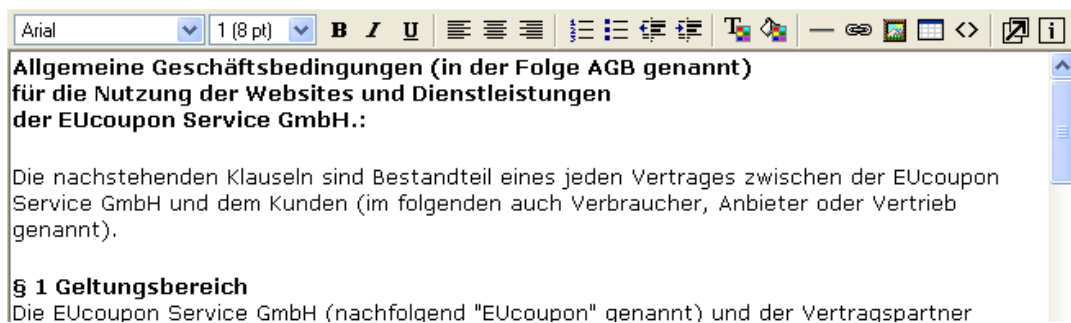 Arial 1 (8 pt) B I U
Allgemeine Geschäftsbedingungen (in der Folge AGB genannt)
für die Nutzung der Websites und Dienstleistungen
der EUcoupon Service GmbH.:
Die nachstehenden Klauseln sind Bestandteil eines jeden Vertrages zwischen der EUcoupon
Service GmbH und dem Kunden (im folgenden auch Verbraucher, Anbieter oder Vertrieb
genannt).
§ 1 Geltungsbereich
Die EUcoupon Service GmbH (nachfolgend "EUcoupon" genannt) und der Vertragspartner